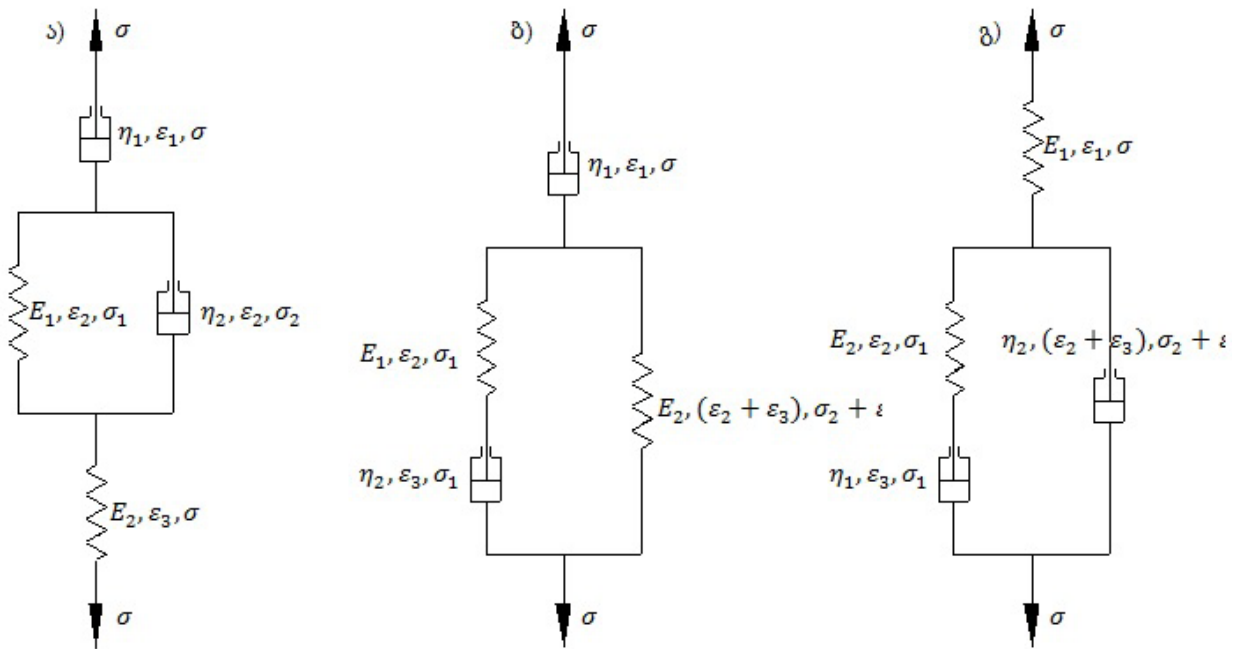 ა) σ
η₁, ε₁, σ
E₁, ε₂, σ₁
η₂, ε₂, σ₂
E₂, ε₃, σ
σ
ბ) σ
η₁, ε₁, σ
E₁, ε₂, σ₁
E₂, (ε₂ + ε₃), σ₂ + ε
η₂, ε₃, σ₁
σ
გ) σ
E₁, ε₁, σ
E₂, ε₂, σ₁
η₂, (ε₂ + ε₃), σ₂ + ε
η₁, ε₃, σ₁
σ